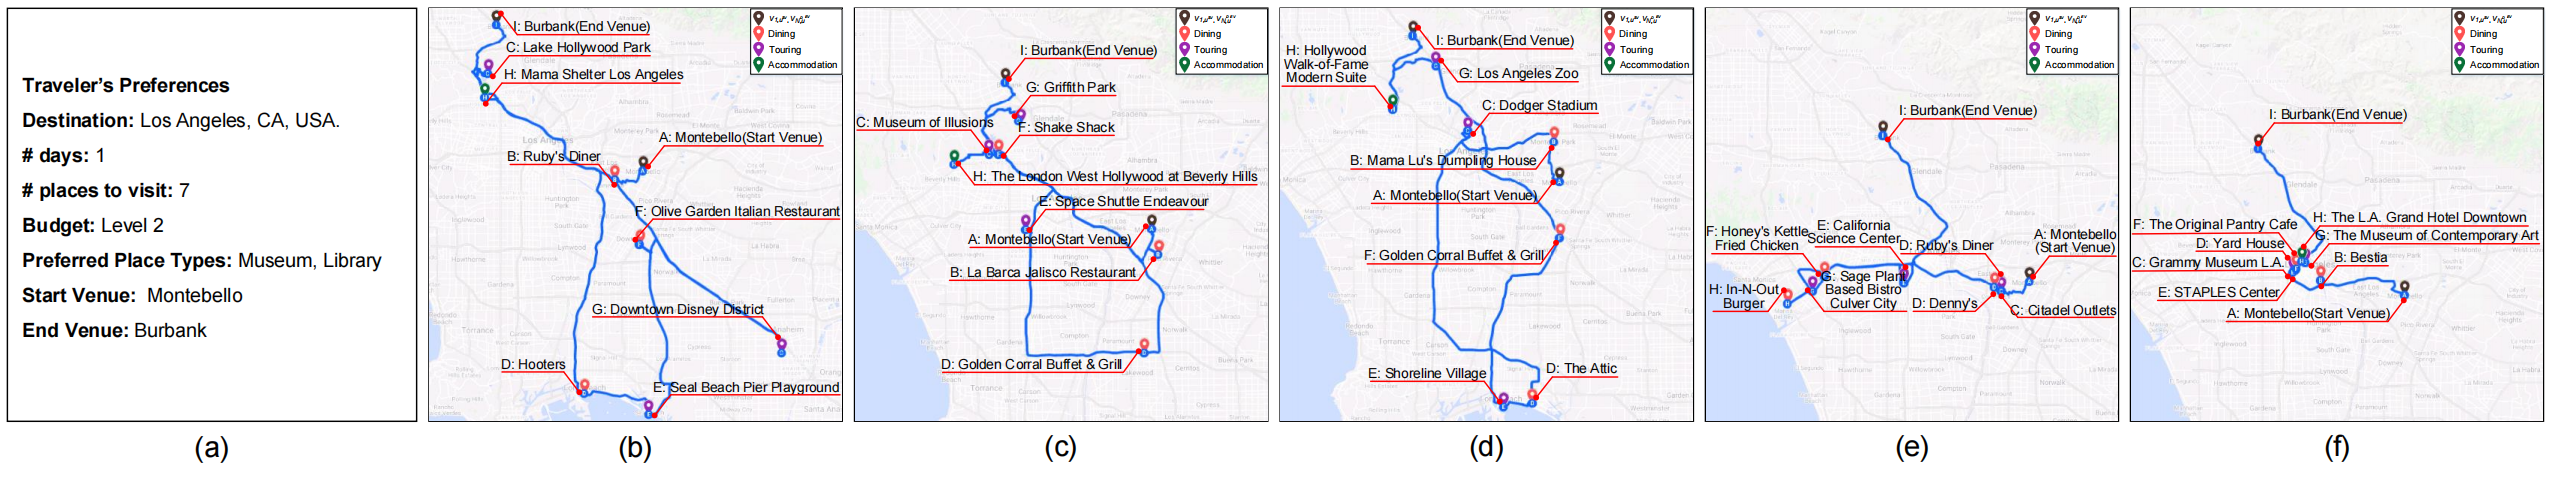 Traveler's Preferences
Destination: Los Angeles, CA, USA.
# days: 1
# places to visit: 7
Budget: Level 2
Preferred Place Types: Museum, Library
Start Venue: Montebello
End Venue: Burbank
(a)
I: Burbank(End Venue)
C: Lake Hollywood Park
H: Mama Shelter Los Angeles
A: Montebello(Start Venue)
B: Ruby's Diner
F: Olive Garden Italian Restaurant
G: Downtown Disney District
D: Hooters
E: Seal Beach Pier Playground
Dining
Touring
Accommodation
(b)
I: Burbank(End Venue)
G: Griffith Park
C: Museum of Illusions
F: Shake Shack
H: The London West Hollywood at Beverly Hills
E: Space Shuttle Endeavour
A: Montebello(Start Venue)
B: La Barca Jalisco Restaurant
D: Golden Corral Buffet & Grill
Dining
Touring
Accommodation
(c)
I: Burbank(End Venue)
H: Hollywood
Walk-of-Fame
Modern Suite
G: Los Angeles Zoo
C: Dodger Stadium
B: Mama Lu's Dumpling House
A: Montebello(Start Venue)
F: Golden Corral Buffet & Grill
E: Shoreline Village
D: The Attic
Dining
Touring
Accommodation
(d)
I: Burbank(End Venue)
F: Honey's Kettle
Fried Chicken
E: California
Science Center
D: Ruby's Diner
A: Montebello
(Start Venue)
H: In-N-Out
Burger
G: Sage Plant
Based Bistro
Culver City
D: Denny's
C: Citadel Outlets
Dining
Touring
Accommodation
(e)
I: Burbank(End Venue)
F: The Original Pantry Cafe
H: The L.A. Grand Hotel Downtown
D: Yard House
G: The Museum of Contemporary Art
C: Grammy Museum L.A.
B: Bestia
E: STAPLES Center
A: Montebello(Start Venue)
Dining
Touring
Accommodation
(f)